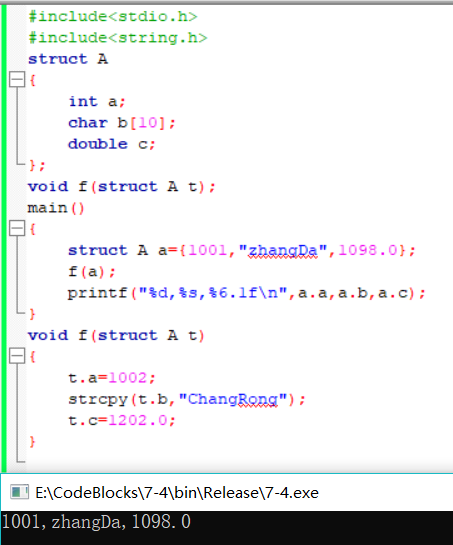 #include<stdio.h>
#include<string.h>
struct A
{
    int a;
    char b[10];
    double c;
};
void f(struct A t);
main()
{
    struct A a={1001,"zhangDa",1098.0};
    f(a);
    printf("%d,%s,%6.1f\n",a.a,a.b,a.c);
}
void f(struct A t)
{
    t.a=1002;
    strcpy(t.b,"ChangRong");
    t.c=1202.0;
}
E:\CodeBlocks\7-4\bin\Release\7-4.exe
1001,zhangDa,1098.0